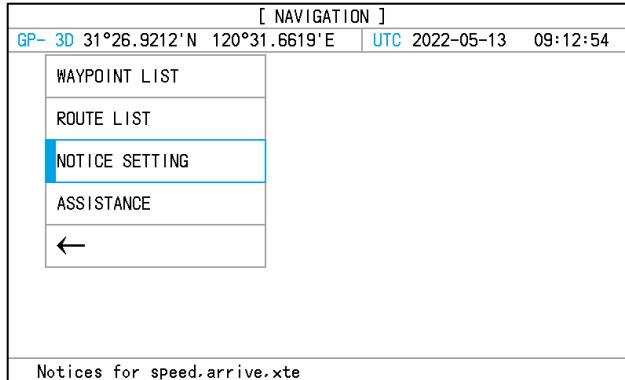 [ NAVIGATION ]
GP- 3D 31°26.9212'N 120°31.6619'E UTC 2022-05-13 09:12:54
WAYPOINT LIST
ROUTE LIST
NOTICE SETTING
ASSISTANCE
←
Notices for speed,arrive,xte